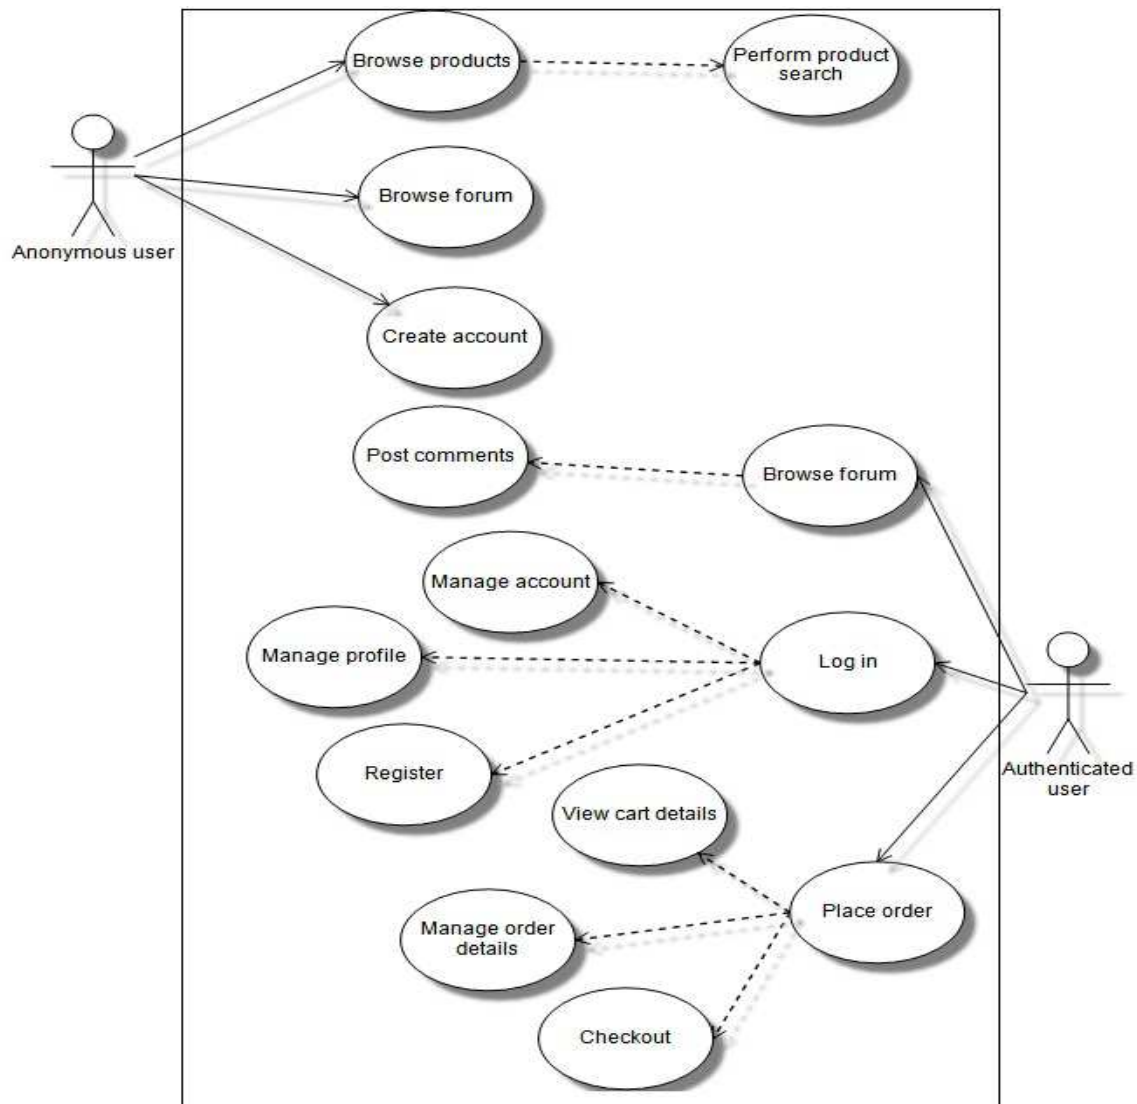 Browse products
Perform product
search
Browse forum
Anonymous user
Create account
Post comments
Browse forum
Manage account
Manage profile
Log in
Register
Authenticated
user
View cart details
Place order
Manage order
details
Checkout